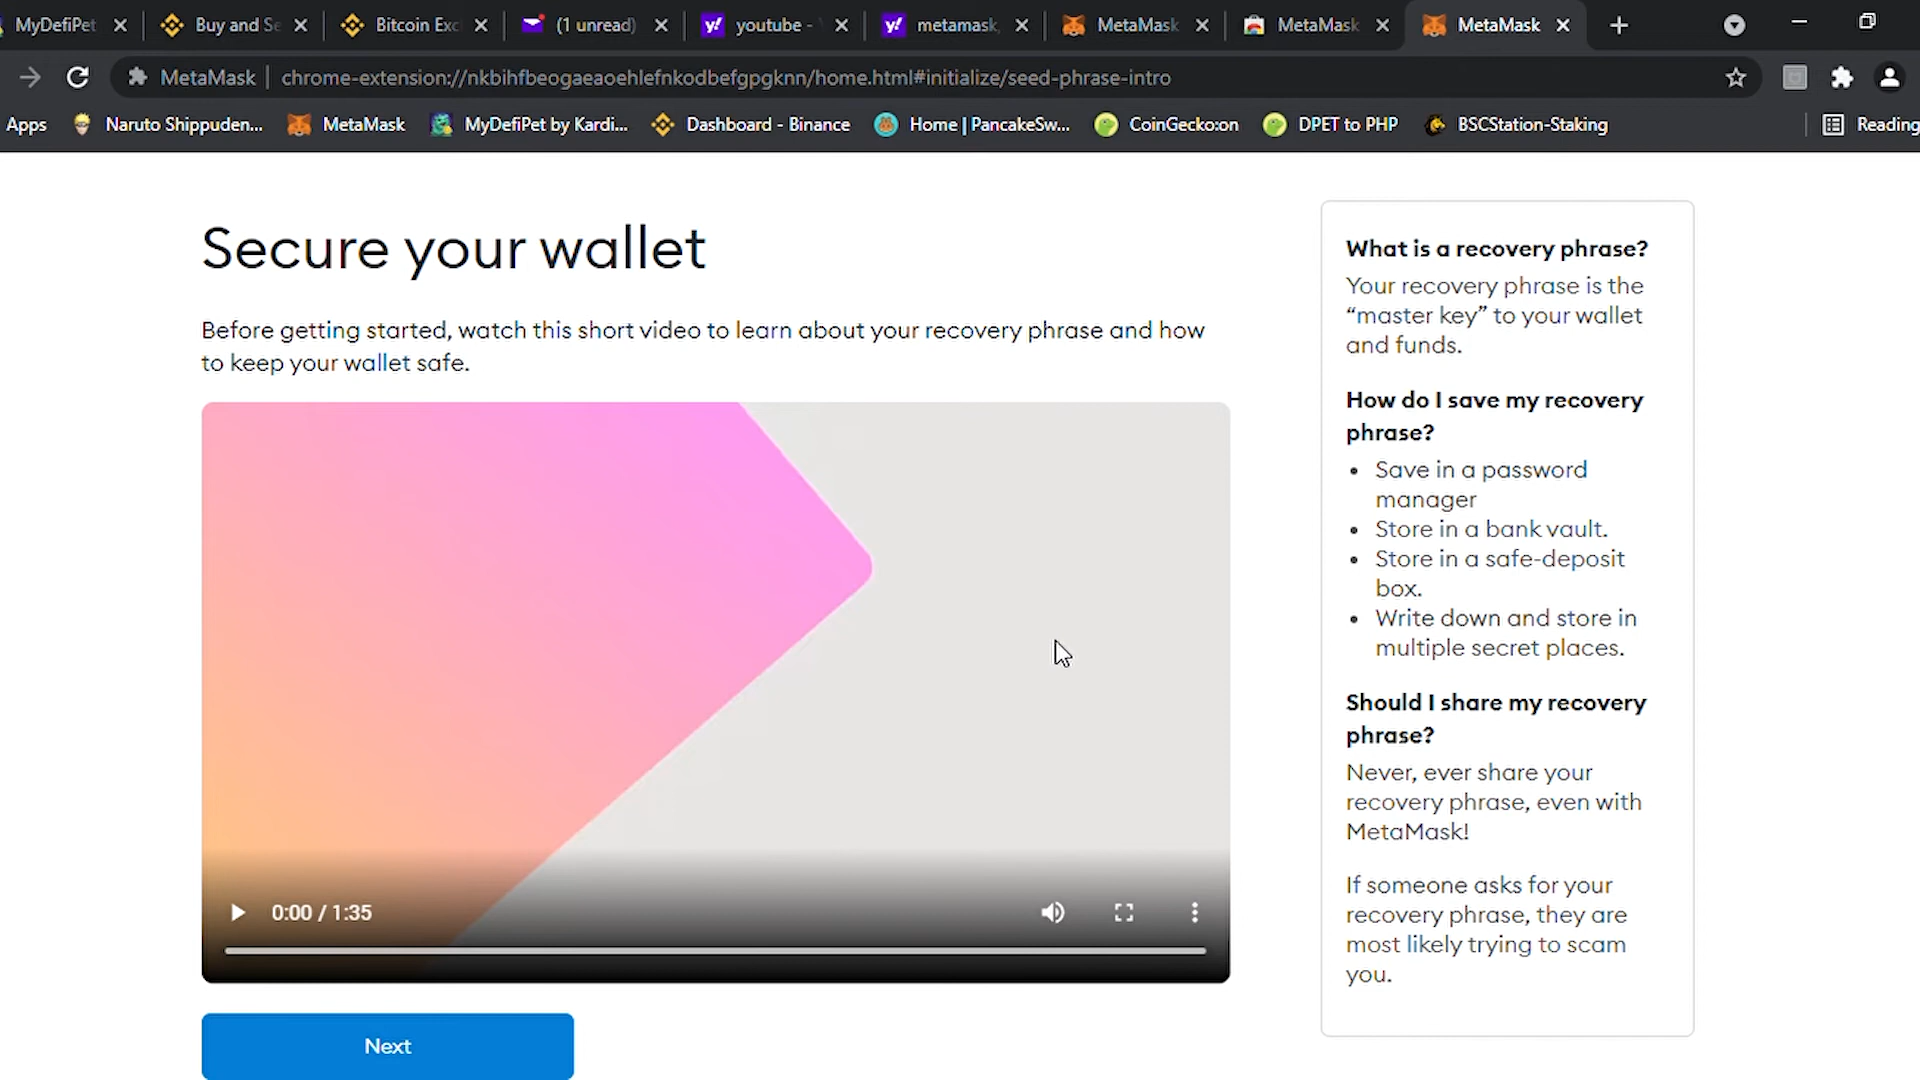 MyDefiPet
Buy and Se
Bitcoin Exc
(1 unread)
youtube -
metamask,
MetaMask
MetaMask
MetaMask
MetaMask
chrome-extension://nkbihfbeogaeaoehlefnkodbefgpgknn/home.html#initialize/seed-phrase-intro
Apps
Naruto Shippuden...
MetaMask
MyDefiPet by Kardi...
Dashboard - Binance
Home | PancakeSw...
CoinGecko:on
DPET to PHP
BSCStation-Staking
Reading
Secure your wallet
Before getting started, watch this short video to learn about your recovery phrase and how
to keep your wallet safe.
0:00 / 1:35
Next
What is a recovery phrase?
Your recovery phrase is the
“master key” to your wallet
and funds.
How do I save my recovery
phrase?
• Save in a password
manager
• Store in a bank vault.
• Store in a safe-deposit
box.
• Write down and store in
multiple secret places.
Should I share my recovery
phrase?
Never, ever share your
recovery phrase, even with
MetaMask!
If someone asks for your
recovery phrase, they are
most likely trying to scam
you.